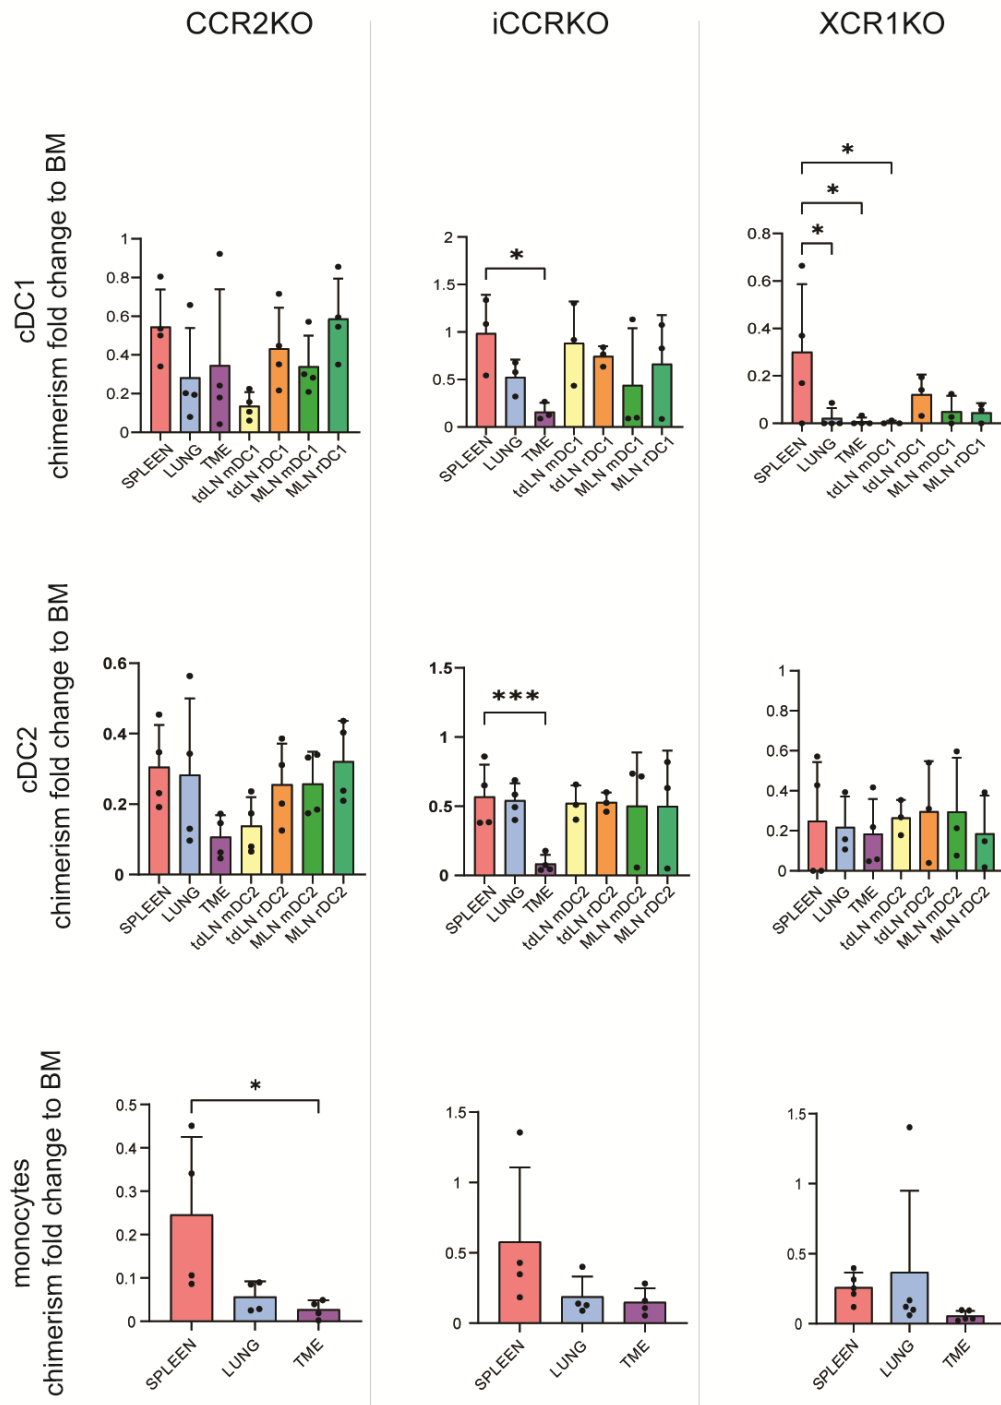 CCR2KO
iCCRKO
XCR1KO
cDC1
chimerism fold change to BM
1
0.8
0.6
0.4
0.2
0
SPLEEN
LUNG
TME
tdLN mDC1
tdLN rDC1
MLN mDC1
MLN rDC1
*
2
1.5
1
0.5
0
SPLEEN
LUNG
TME
tdLN mDC1
tdLN rDC1
MLN mDC1
MLN rDC1
*
*
*
0.8
0.6
0.4
0.2
0
SPLEEN
LUNG
TME
tdLN mDC1
tdLN rDC1
MLN mDC1
MLN rDC1
cDC2
chimerism fold change to BM
0.6
0.4
0.2
0
SPLEEN
LUNG
TME
tdLN mDC2
tdLN rDC2
MLN mDC2
MLN rDC2
***
1.5
1
0.5
0
SPLEEN
LUNG
TME
tdLN mDC2
tdLN rDC2
MLN mDC2
MLN rDC2
1
0.8
0.6
0.4
0.2
0
SPLEEN
LUNG
TME
tdLN mDC2
tdLN rDC2
MLN mDC2
MLN rDC2
monocytes
chimerism fold change to BM
*
0.5
0.4
0.3
0.2
0.1
0
SPLEEN
LUNG
TME
1.5
1
0.5
0
SPLEEN
LUNG
TME
1.5
1
0.5
0
SPLEEN
LUNG
TME